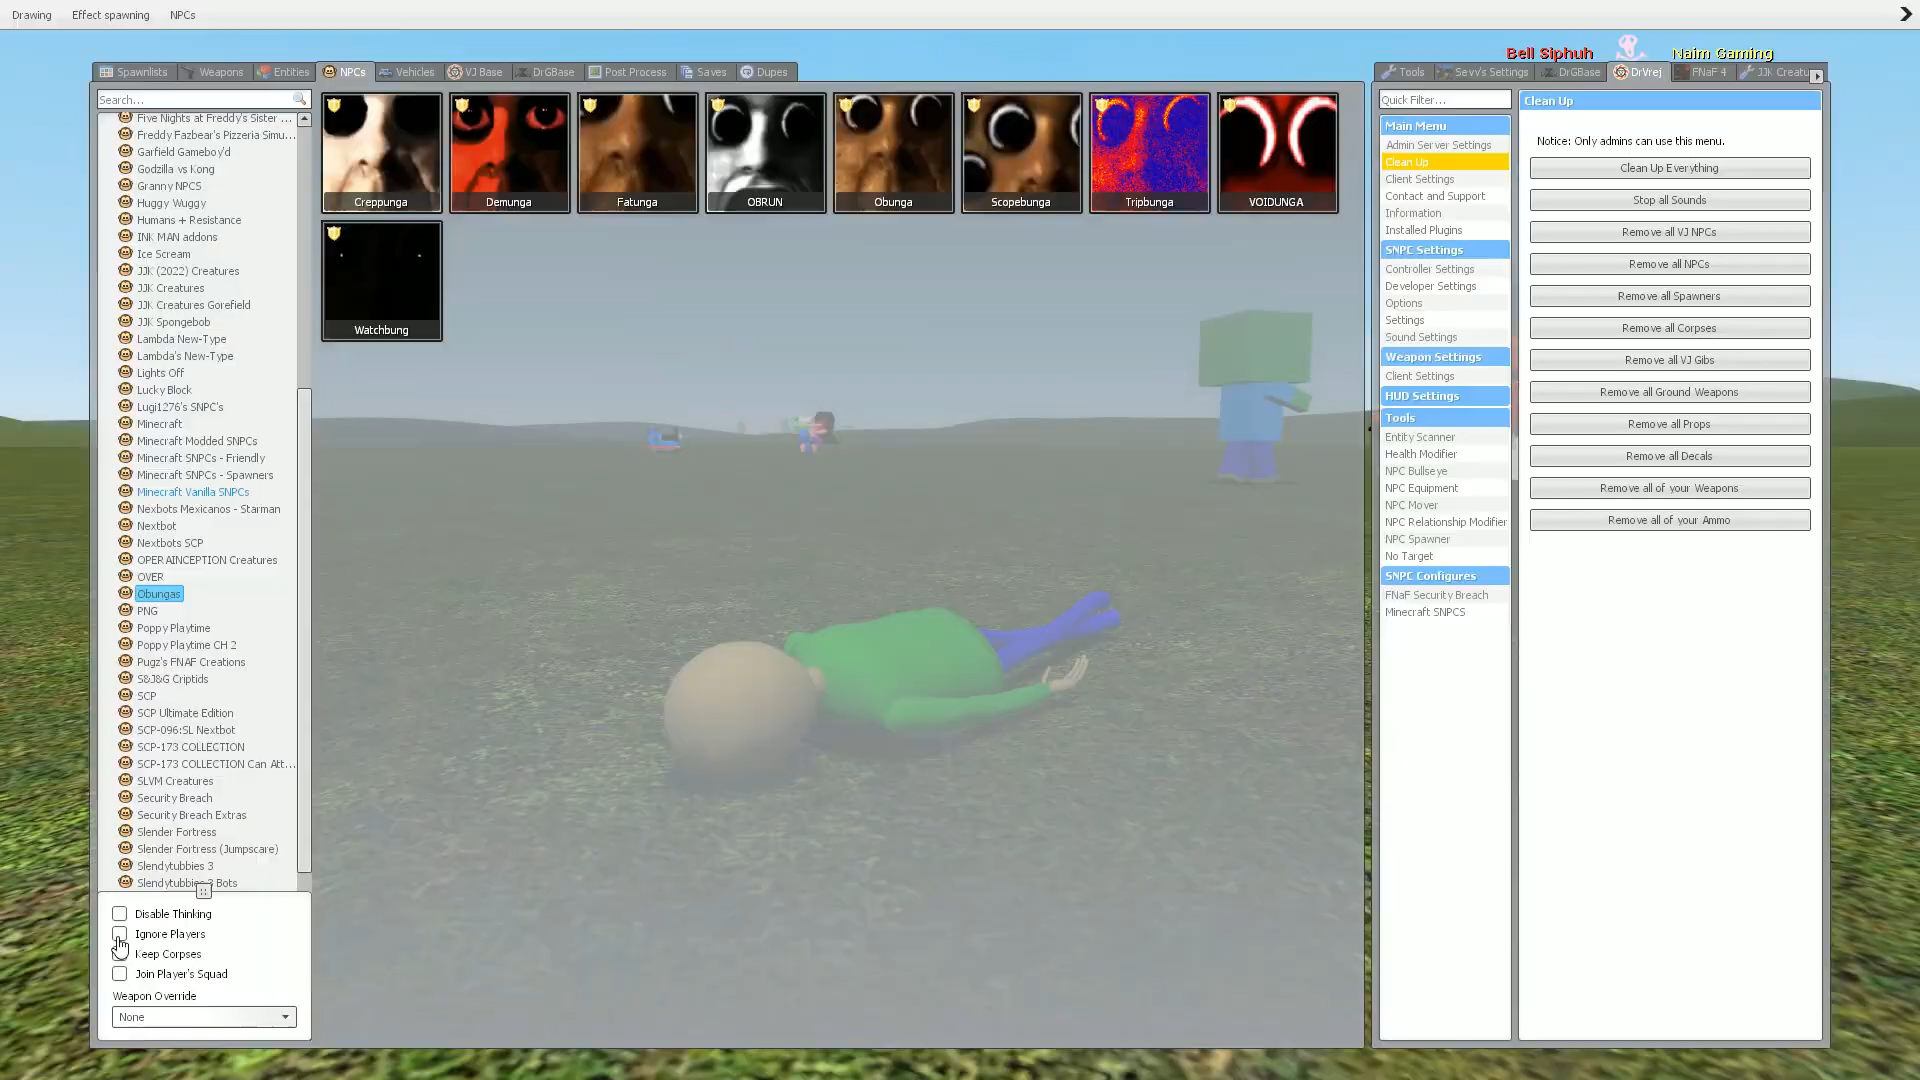 Drawing Effect spawning NPCs
Bell Siphuh Naim Gaming
Spawnlists Weapons Entities NPCs Vehicles VJ Base DrGBase Post Process Saves Dupes
Tools Sevv's Settings DrGBase DrVrej FNaF 4 JJK Creatu
Search...
Five Nights at Freddy's Sister ...
Freddy Fazbear's Pizzeria Simu...
Garfield Gameboy'd
Godzilla vs Kong
Granny NPCS
Huggy Wuggy
Humans + Resistance
INK MAN addons
Ice Scream
JJK (2022) Creatures
JJK Creatures
JJK Creatures Gorefield
JJK Spongebob
Lambda New-Type
Lambda's New-Type
Lights Off
Lucky Block
Lugi1276's SNPC's
Minecraft
Minecraft Modded SNPCs
Minecraft SNPCs - Friendly
Minecraft SNPCs - Spawners
Minecraft Vanilla SNPCs
Nexbots Mexicanos - Starman
Nextbot
Nextbots SCP
OPERAINCEPTION Creatures
OVER
Obungas
PNG
Poppy Playtime
Poppy Playtime CH 2
Pugz's FNAF Creations
S&J&G Criptids
SCP
SCP Ultimate Edition
SCP-096:SL Nextbot
SCP-173 COLLECTION
SCP-173 COLLECTION Can Att...
SLVM Creatures
Security Breach
Security Breach Extras
Slender Fortress
Slender Fortress (Jumpscare)
Slendytubbies 3
Slendytubbies 3 Bots
Disable Thinking
Ignore Players
Keep Corpses
Join Player's Squad
Weapon Override
None
Creppunga Demunga Fatunga OBRUN Obunga Scopebunga Tripbunga VOIDUNGA
Watchbung
Quick Filter...
Main Menu
Admin Server Settings
Clean Up
Client Settings
Contact and Support
Information
Installed Plugins
SNPC Settings
Controller Settings
Developer Settings
Options
Settings
Sound Settings
Weapon Settings
Client Settings
HUD Settings
Tools
Entity Scanner
Health Modifier
NPC Bullseye
NPC Equipment
NPC Mover
NPC Relationship Modifier
NPC Spawner
No Target
SNPC Configures
FNaF Security Breach
Minecraft SNPCS
Clean Up
Notice: Only admins can use this menu.
Clean Up Everything
Stop all Sounds
Remove all VJ NPCs
Remove all NPCs
Remove all Spawners
Remove all Corpses
Remove all VJ Gibs
Remove all Ground Weapons
Remove all Props
Remove all Decals
Remove all of your Weapons
Remove all of your Ammo